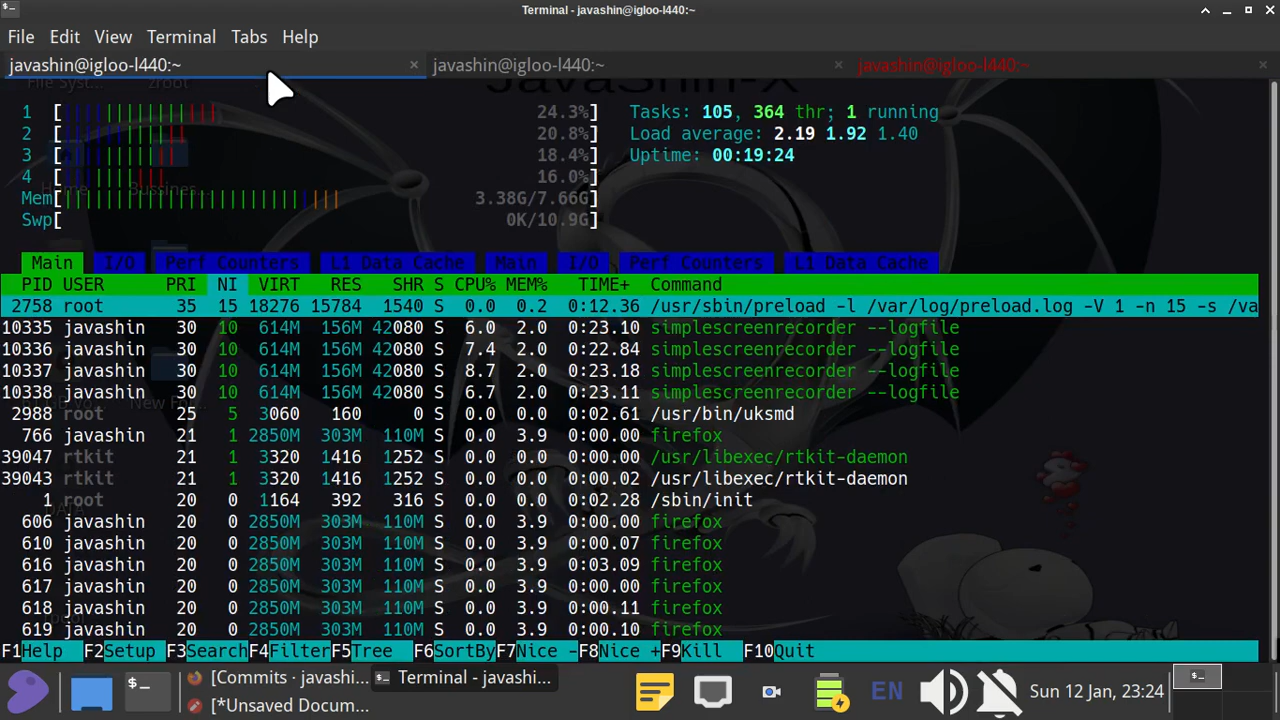 Terminal - javashin@igloo-l440:~
File Edit View Terminal Tabs Help
javashin@igloo-l440:~ × javashin@igloo-l440:~ × javashin@igloo-l440:~ ×
File Syst... zroot JavaShin-X
1 [|||||||||||||||||| 24.3%] Tasks: 105, 364 thr; 1 running
2 [|||||||||||||| 20.8%] Load average: 2.19 1.92 1.40
3 [||||||||||||| 18.4%] Uptime: 00:19:24
4 [|||||||||||| 16.0%]
Home Bussines...
Mem[|||||||||||||||||||||||||||||| 3.38G/7.66G]
Swp[ 0K/10.9G]
Main I/O Perf Counters L1 Data Cache Main I/O Perf Counters L1 Data Cache
PID USER PRI NI VIRT RES SHR S CPU% MEM% TIME+ Command
2758 root 35 15 18276 15784 1540 S 0.0 0.2 0:12.36 /usr/sbin/preload -l /var/log/preload.log -V 1 -n 15 -s /va
10335 javashin 30 10 614M 156M 42080 S 6.0 2.0 0:23.10 simplescreenrecorder --logfile
10336 javashin 30 10 614M 156M 42080 S 7.4 2.0 0:22.84 simplescreenrecorder --logfile
10337 javashin 30 10 614M 156M 42080 S 8.7 2.0 0:23.18 simplescreenrecorder --logfile
10338 javashin 30 10 614M 156M 42080 S 6.7 2.0 0:23.11 simplescreenrecorder --logfile
2988 root 25 5 3060 160 0 S 0.0 0.0 0:02.61 /usr/bin/uksmd
766 javashin 21 1 2850M 303M 110M S 0.0 3.9 0:00.00 firefox
39047 rtkit 21 1 3320 1416 1252 S 0.0 0.0 0:00.00 /usr/libexec/rtkit-daemon
39043 rtkit 21 1 3320 1416 1252 S 0.0 0.0 0:00.02 /usr/libexec/rtkit-daemon
1 root 20 0 1164 392 316 S 0.0 0.0 0:02.28 /sbin/init
606 javashin 20 0 2850M 303M 110M S 0.0 3.9 0:00.00 firefox
610 javashin 20 0 2850M 303M 110M S 0.0 3.9 0:00.07 firefox
616 javashin 20 0 2850M 303M 110M S 0.0 3.9 0:03.09 firefox
617 javashin 20 0 2850M 303M 110M S 0.0 3.9 0:00.00 firefox
618 javashin 20 0 2850M 303M 110M S 0.0 3.9 0:00.11 firefox
619 javashin 20 0 2850M 303M 110M S 0.0 3.9 0:00.10 firefox
F1Help F2Setup F3SearchF4FilterF5Tree F6SortByF7Nice -F8Nice +F9Kill F10Quit
[Commits · javashi... Terminal - javashi...
[*Unsaved Docum...
EN Sun 12 Jan, 23:24